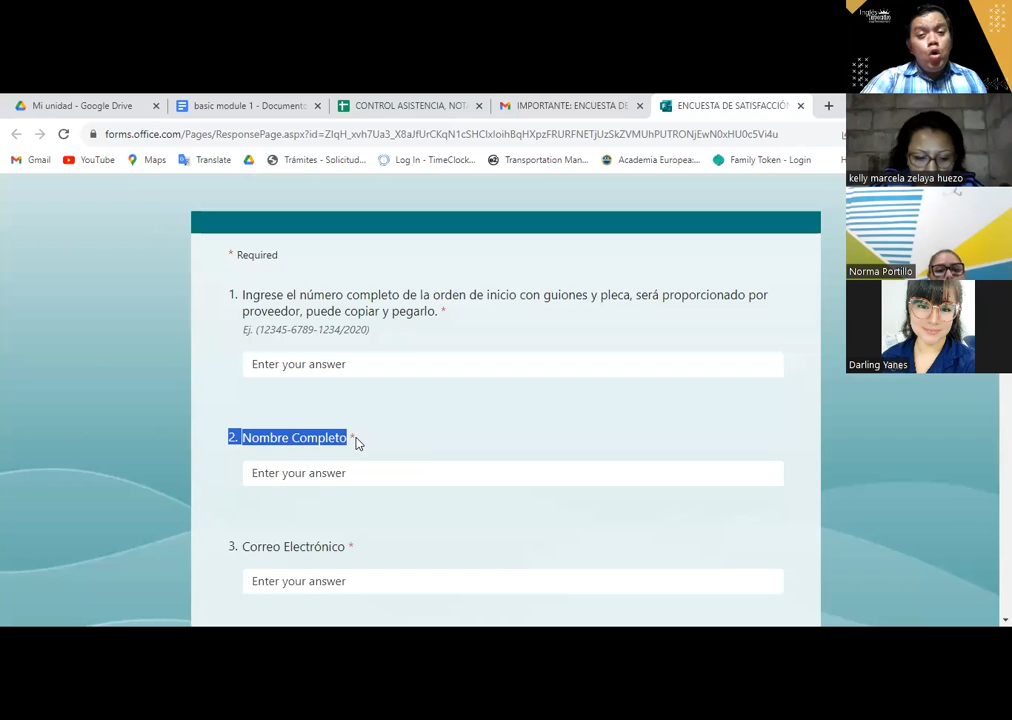 Mi unidad - Google Drive
basic module 1 - Documento
CONTROL ASISTENCIA, NOTA
IMPORTANTE: ENCUESTA DE
ENCUESTA DE SATISFACCIÓN
forms.office.com/Pages/ResponsePage.aspx?id=ZIqH_xvh7Ua3_X8aJfUrCKqN1cSHClxIoihBqHXpzFRURFNETjUzSkZVMUhPUTRONjEwN0xHU0c5Vi4u
Gmail
YouTube
Maps
Translate
Trámites - Solicitud...
Log In - TimeClock...
Transportation Man...
Academia Europea:...
Family Token - Login
* Required
1. Ingrese el número completo de la orden de inicio con guiones y pleca, será proporcionado por
proveedor, puede copiar y pegarlo. *
Ej. (12345-6789-1234/2020)
Enter your answer
2. Nombre Completo *
Enter your answer
3. Correo Electrónico *
Enter your answer
Inglés
kelly marcela zelaya huezo
Norma Portillo
Darling Yanes